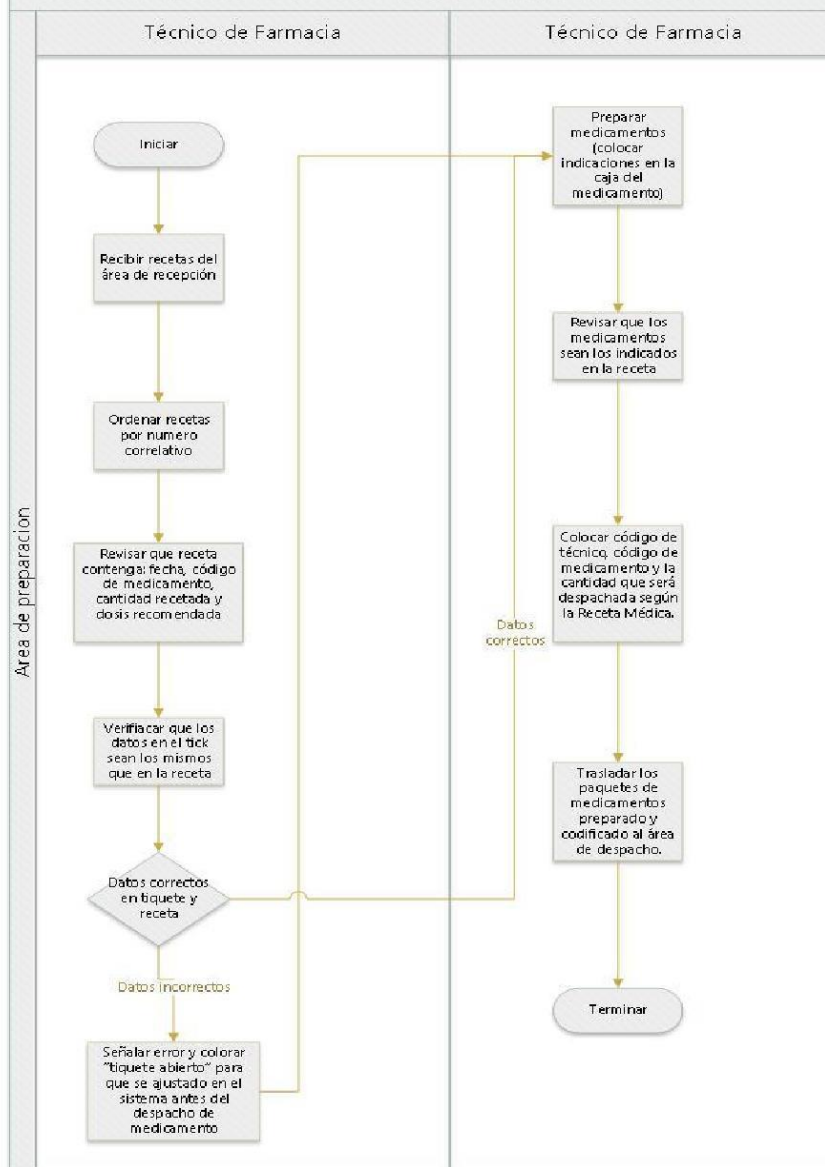 Técnico de Farmacia
Técnico de Farmacia
Area de preparacion
Iniciar
Recibir recetas del
área de recepción
Ordenar recetas
por numero
correlativo
Revisar que receta
contenga: fecha, código
de medicamento,
cantidad recetada y
dosis recomendada
Verifiacar que los
datos en el tick
sean los mismos
que en la receta
Datos correctos
en tiquete y
receta
Datos incorrectos
Señalar error y colorar
"tiquete abierto" para
que se ajustado en el
sistema antes del
despacho de
medicamento
Datos
correctos
Preparar
medicamentos
(colocar
indicaciones en la
caja del
medicamento)
Revisar que los
medicamentos
sean los indicados
en la receta
Colocar código de
técnico, código de
medicamento y la
cantidad que será
despachada según
la Receta Médica.
Trasladar los
paquetes de
medicamentos
preparado y
codificado al área
de despacho.
Terminar